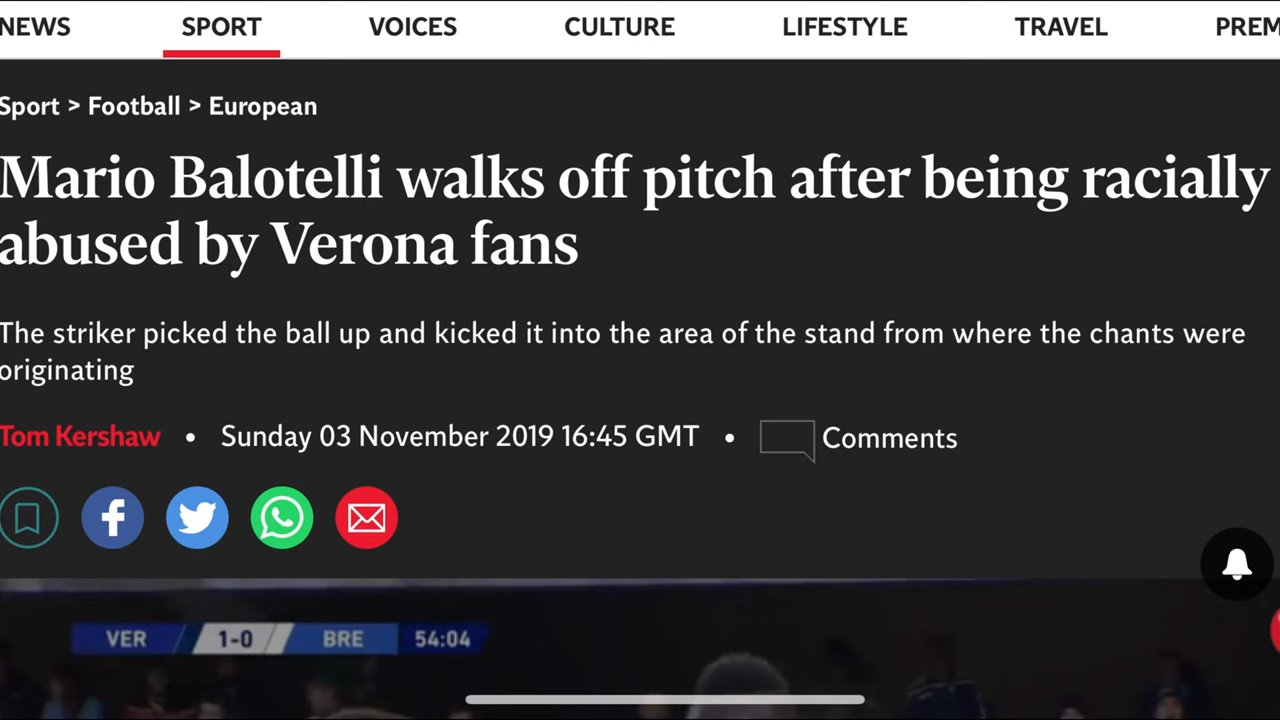 NEWS SPORT VOICES CULTURE LIFESTYLE TRAVEL PREM
Sport > Football > European
Mario Balotelli walks off pitch after being racially
abused by Verona fans
The striker picked the ball up and kicked it into the area of the stand from where the chants were
originating
Tom Kershaw • Sunday 03 November 2019 16:45 GMT • Comments
VER 1-0 BRE 54:04